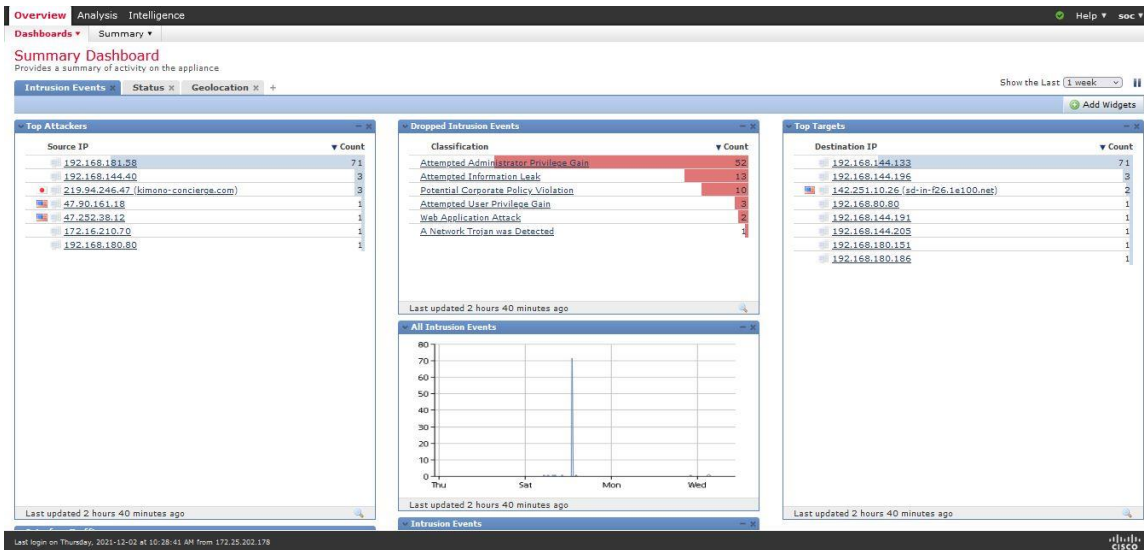 Overview Analysis Intelligence Help soc
Dashboards Summary
Summary Dashboard
Provides a summary of activity on the appliance
Intrusion Events × Status × Geolocation × +
Show the Last 1 week
Add Widgets
Top Attackers
Source IP Count
192.168.181.58 71
192.168.144.40 3
219.94.246.47 (kimono-concierge.com) 3
47.90.161.18 1
47.252.38.12 1
172.16.210.70 1
192.168.180.80 1
Last updated 2 hours 40 minutes ago
Dropped Intrusion Events
Classification Count
Attempted Administrator Privilege Gain 52
Attempted Information Leak 13
Potential Corporate Policy Violation 10
Attempted User Privilege Gain 3
Web Application Attack 2
A Network Trojan was Detected 1
Last updated 2 hours 40 minutes ago
All Intrusion Events
80
70
60
50
40
30
20
10
0
Thu Sat Mon Wed
Last updated 2 hours 40 minutes ago
Intrusion Events
Top Targets
Destination IP Count
192.168.144.133 71
192.168.144.196 3
142.251.10.26 (sd-in-f26.1e100.net) 2
192.168.80.80 1
192.168.144.191 1
192.168.144.205 1
192.168.180.151 1
192.168.180.186 1
Last updated 2 hours 40 minutes ago
Last login on Thursday, 2021-12-02 at 10:28:41 AM from 172.25.202.178
CISCO